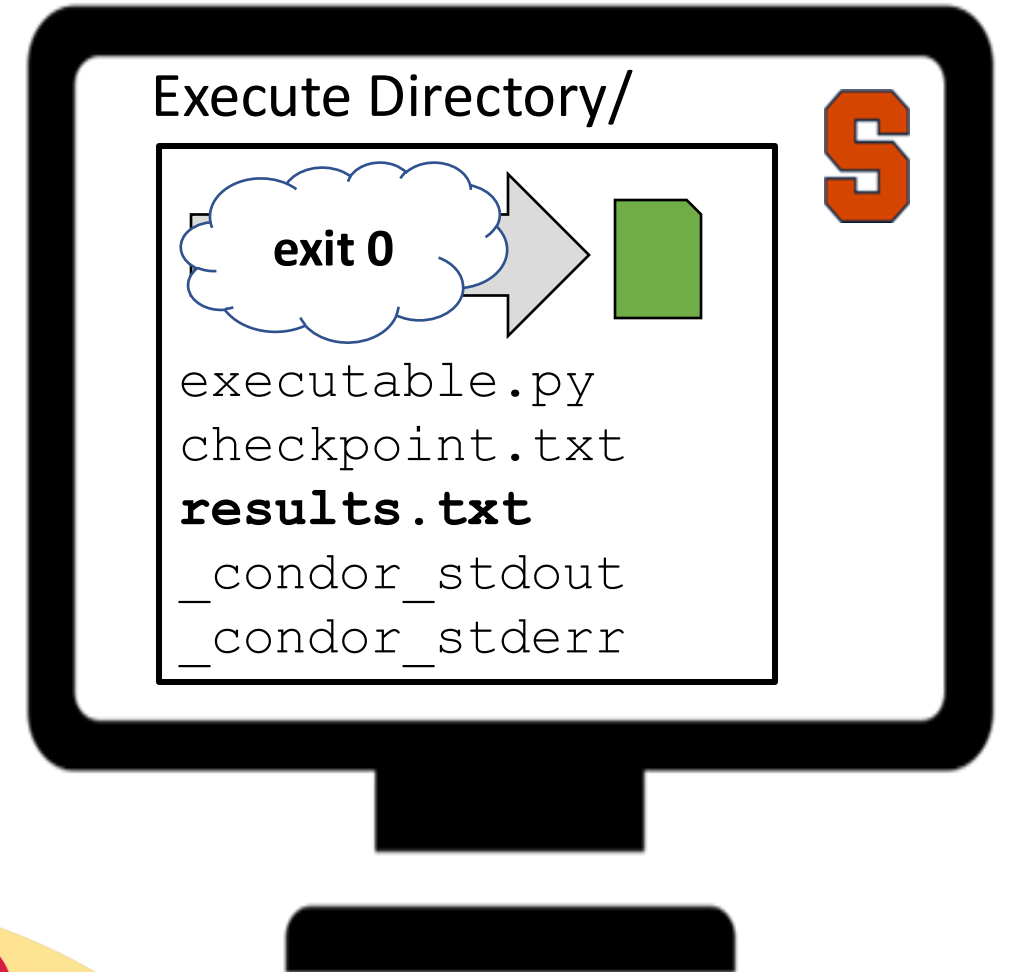 Execute Directory/
S
exit 0
executable.py
checkpoint.txt
results.txt
_condor_stdout
_condor_stderr